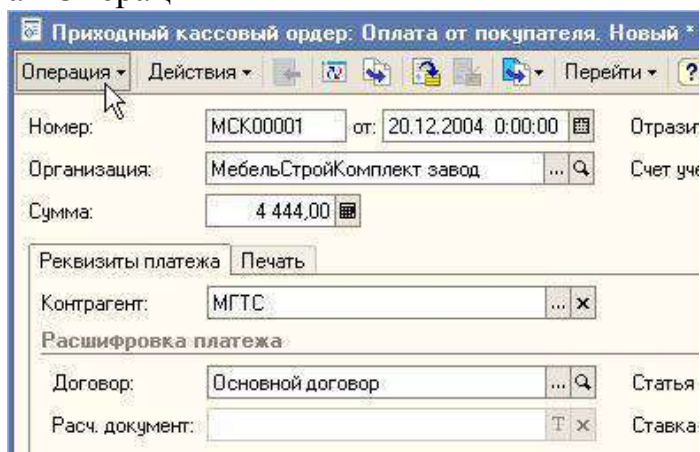 Приходный кассовый ордер: Оплата от покупателя. Новый *
Операция Действия Перейти ?
Номер: МСК00001 от: 20.12.2004 0:00:00
Организация: МебельСтройКомплект завод ... Счет
Сумма: 4 444,00
Реквизиты платежа Печать
Контрагент: МГТС ... x
Расшифровка платежа
Договор: Основной договор ... Статья
Расч. документ: T x Ставка